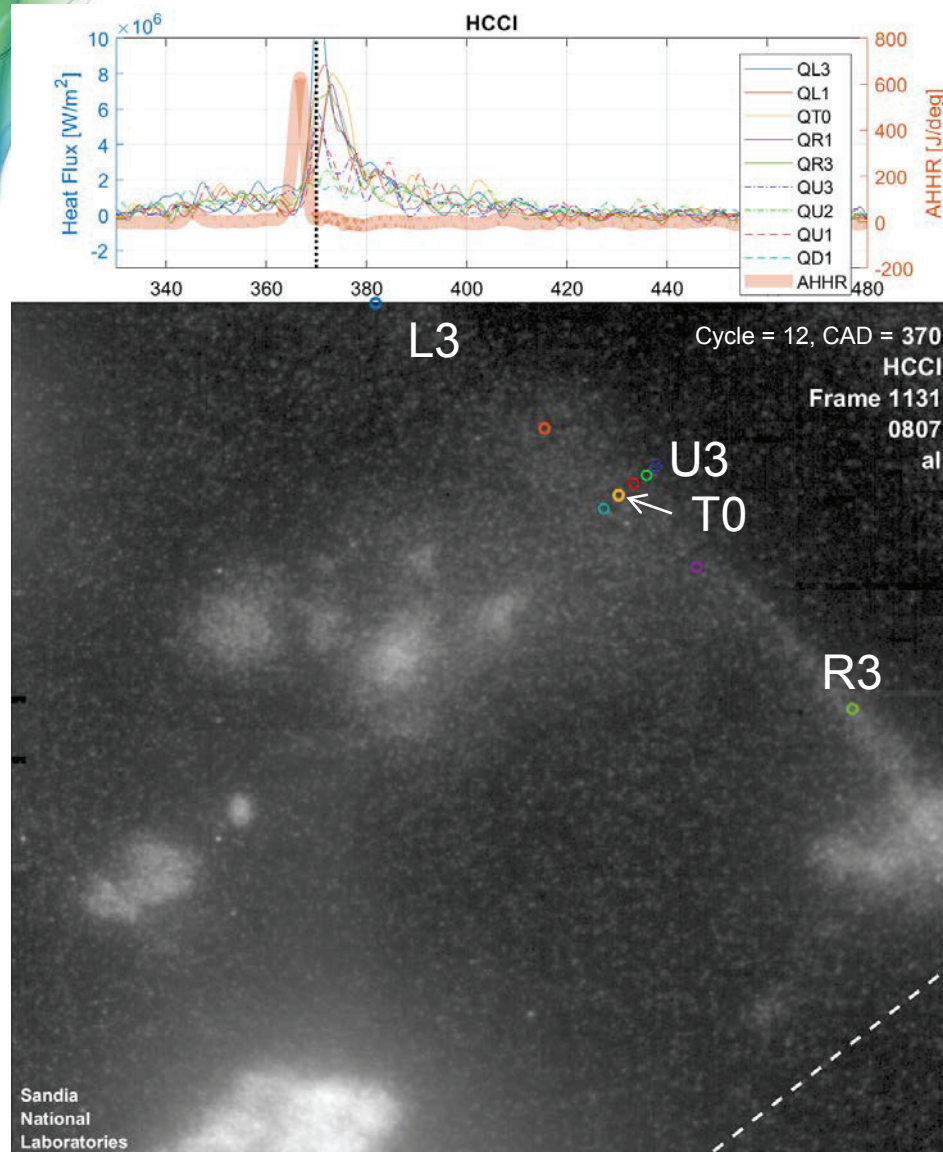 HCCI
×10⁶
10
8
6
4
2
0
-2
Heat Flux [W/m²]
800
600
400
200
0
-200
AHHR [J/deg]
QL3
QL1
QT0
QR1
QR3
QU3
QU2
QU1
QD1
AHHR
340 360 380 400 420 440 480
L3
Cycle = 12, CAD = 370
HCCI
Frame 1131
0807
al
U3
T0
R3
Sandia
National
Laboratories